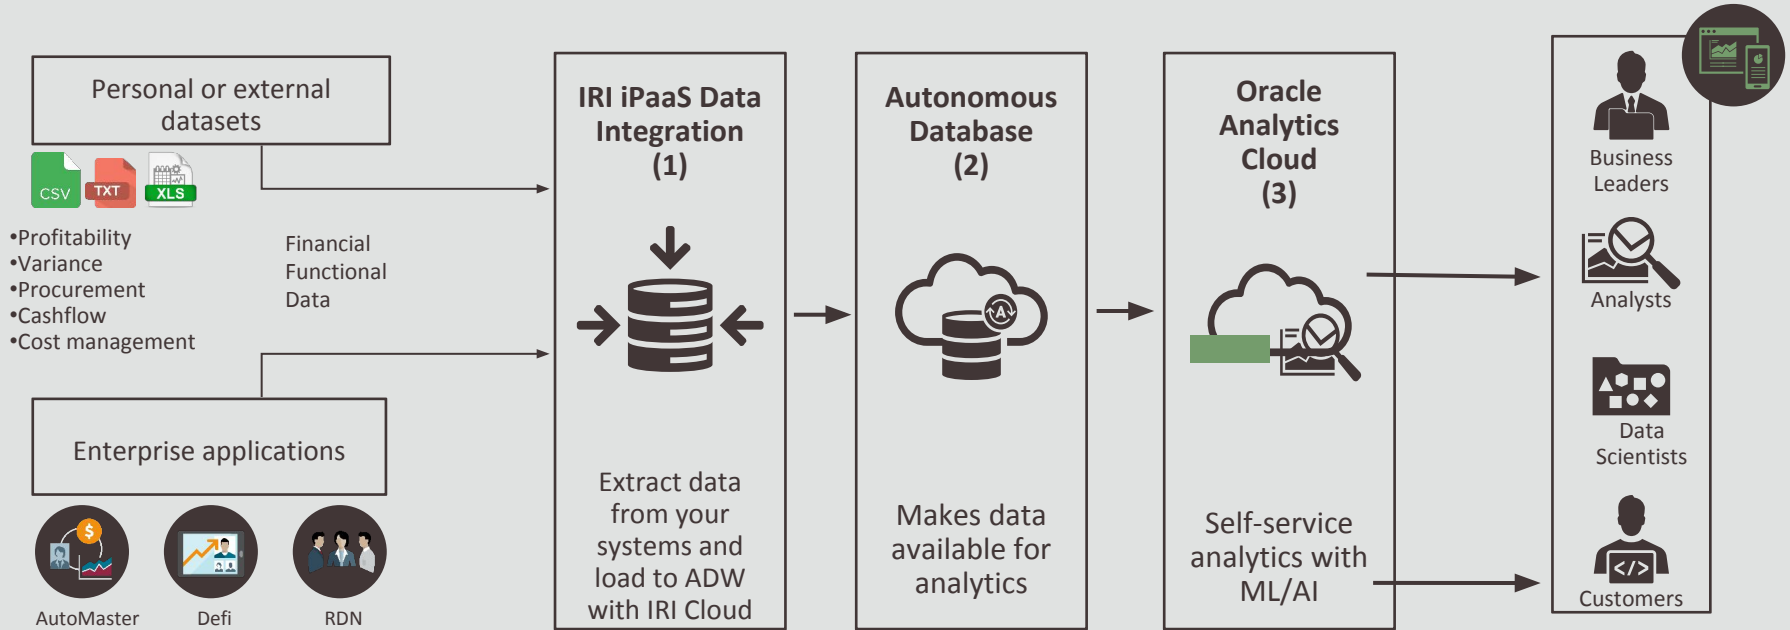 Personal or external
datasets
CSV
TXT
XLS
•Profitability
•Variance
•Procurement
•Cashflow
•Cost management
Financial
Functional
Data
Enterprise applications
$
AutoMaster
Defi
RDN
IRI iPaaS Data
Integration
(1)
Extract data
from your
systems and
load to ADW
with IRI Cloud
Autonomous
Database
(2)
A
Makes data
available for
analytics
Oracle
Analytics
Cloud
(3)
Self-service
analytics with
ML/AI
Business
Leaders
Analysts
Data
Scientists
</>
Customers